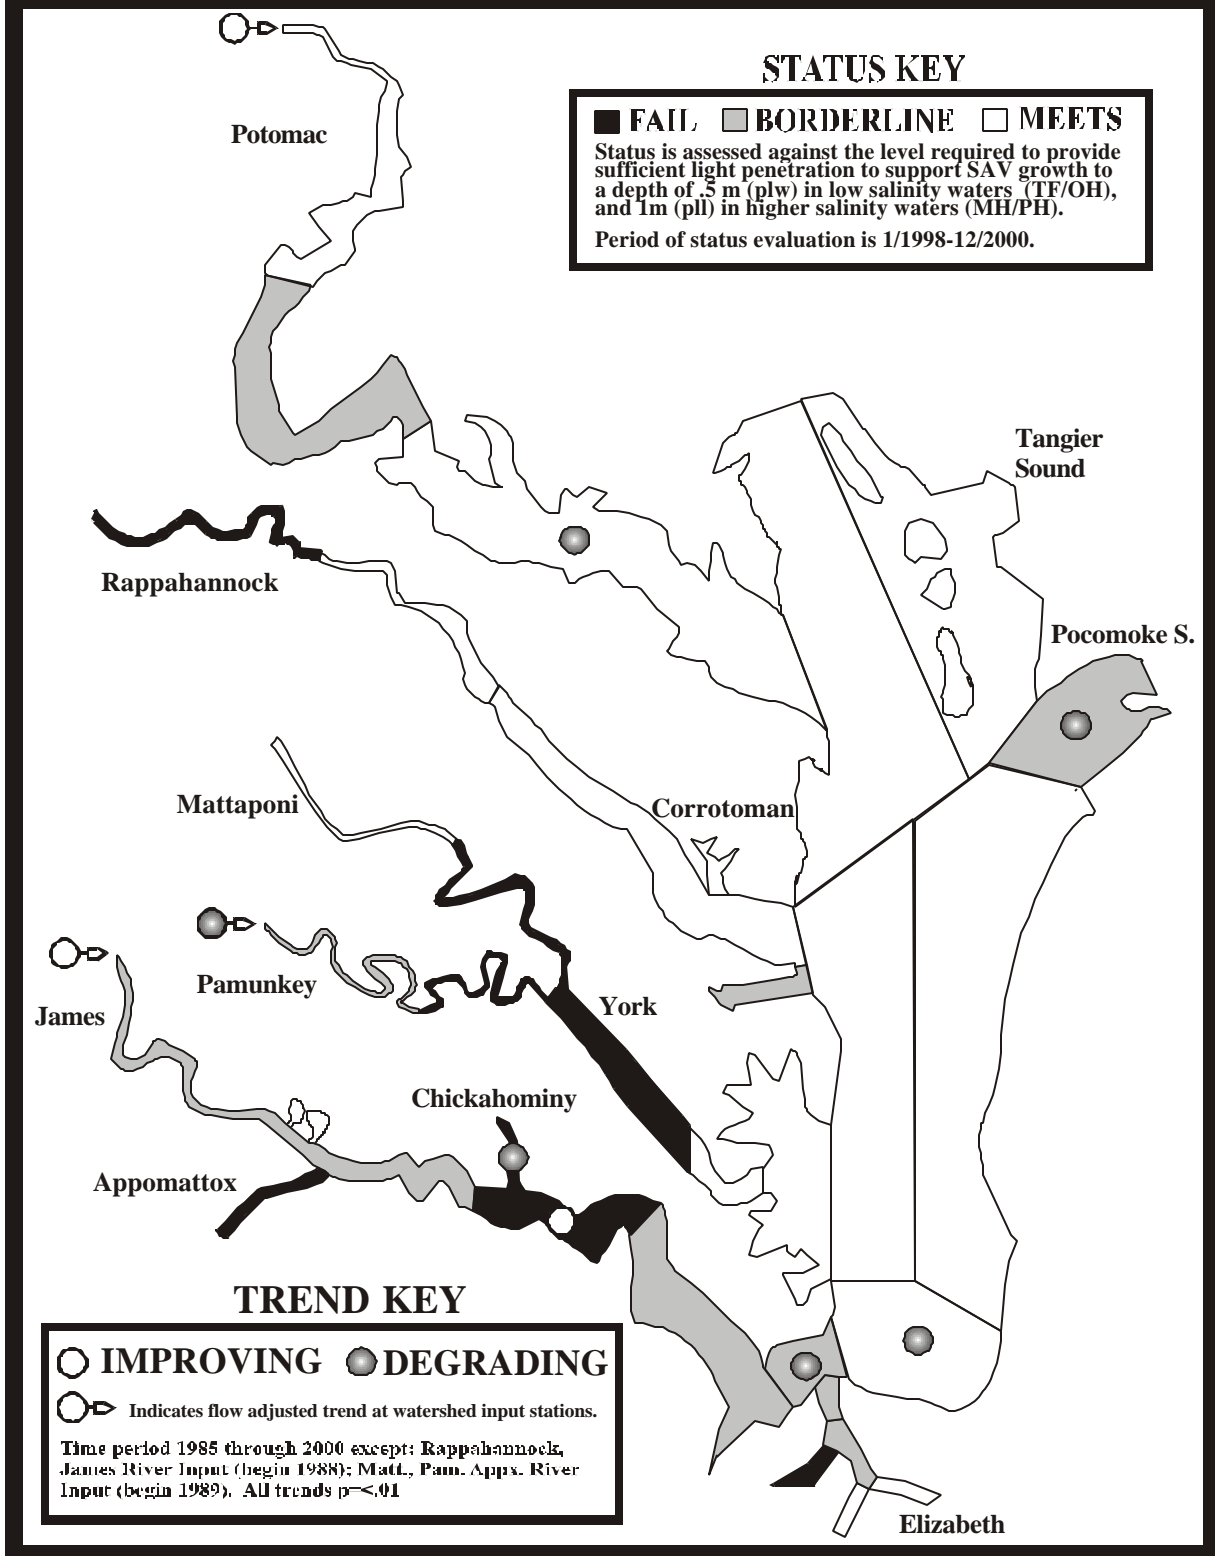 Potomac
STATUS KEY
FAIL BORDERLINE MEETS
Status is assessed against the level required to provide
sufficient light penetration to support SAV growth to
a depth of .5 m (plw) in low salinity waters (TF/OH),
and 1m (pll) in higher salinity waters (MH/PH).
Period of status evaluation is 1/1998-12/2000.
Tangier
Sound
Rappahannock
Pocomoke S.
Mattaponi
Corrotoman
Pamunkey
York
James
Chickahominy
Appomattox
TREND KEY
IMPROVING DEGRADING
Indicates flow adjusted trend at watershed input stations.
Time period 1985 through 2000 except: Rappahannock,
James River Input (begin 1988); Matt., Pam. Appx. River
Input (begin 1989). All trends p=<.01
Elizabeth